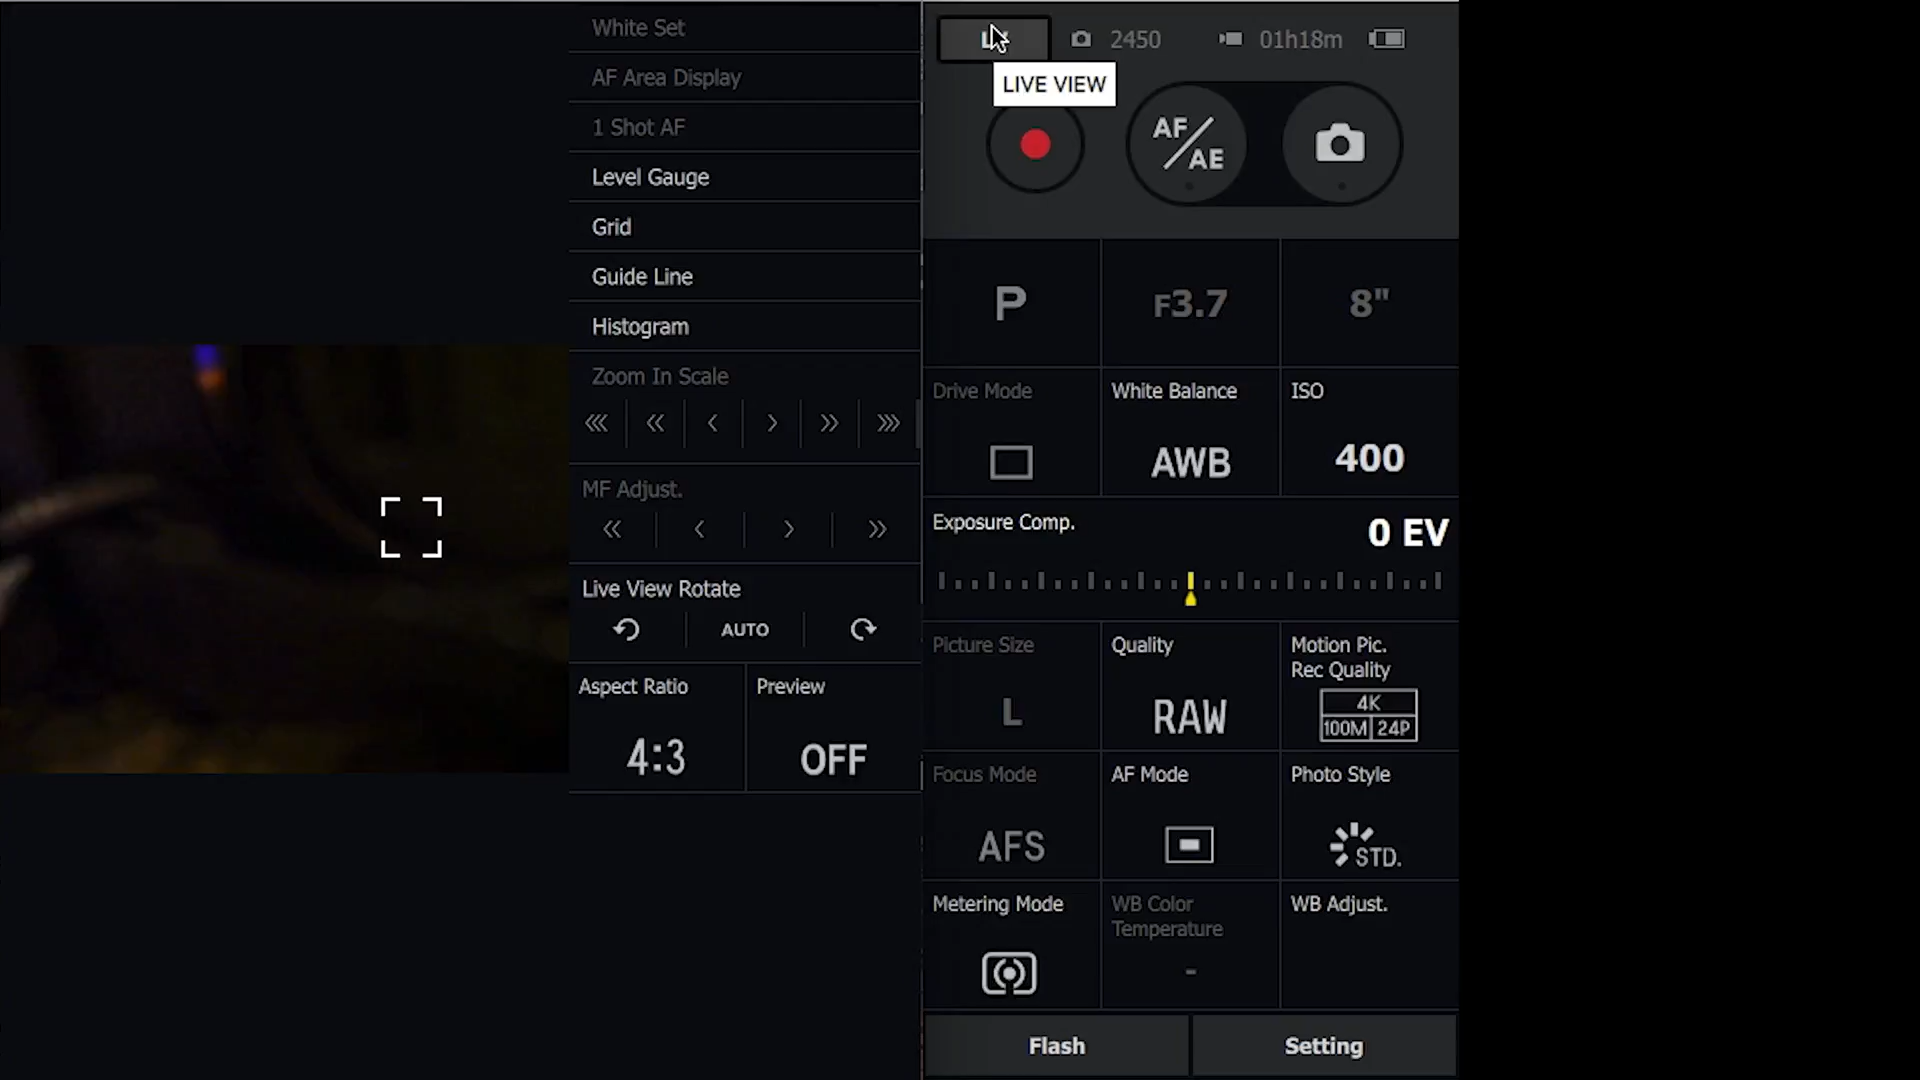 White Set
AF Area Display
1 Shot AF
Level Gauge
Grid
Guide Line
Histogram
Zoom In Scale
MF Adjust.
Live View Rotate
AUTO
Aspect Ratio
Preview
4:3
OFF
2450
01h18m
LIVE VIEW
AF/AE
P
F3.7
8"
Drive Mode
White Balance
ISO
AWB
400
Exposure Comp.
0 EV
Picture Size
Quality
Motion Pic.
Rec Quality
L
RAW
4K
100M 24P
Focus Mode
AF Mode
Photo Style
AFS
STD.
Metering Mode
WB Color
Temperature
WB Adjust.
-
Flash
Setting